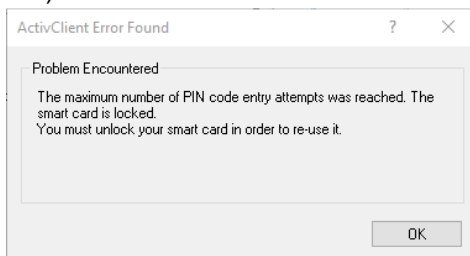 ActivClient Error Found ? ×
Problem Encountered
The maximum number of PIN code entry attempts was reached. The
smart card is locked.
You must unlock your smart card in order to re-use it.
OK